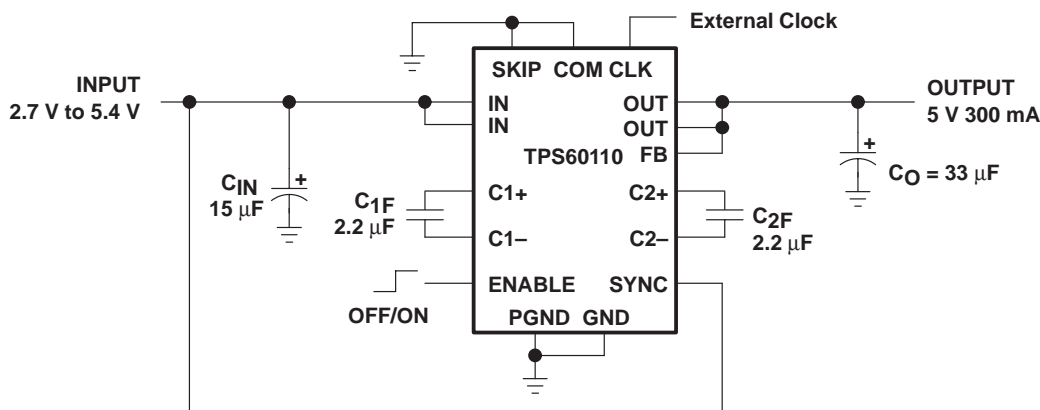 External Clock
SKIP COM CLK
INPUT
2.7 V to 5.4 V
IN
IN
OUT
OUT
FB
TPS60110
OUTPUT
5 V 300 mA
CIN
15 µF
+
+
CO = 33 µF
C1F
2.2 µF
C1+
C1–
C2+
C2–
C2F
2.2 µF
ENABLE
SYNC
OFF/ON
PGND GND